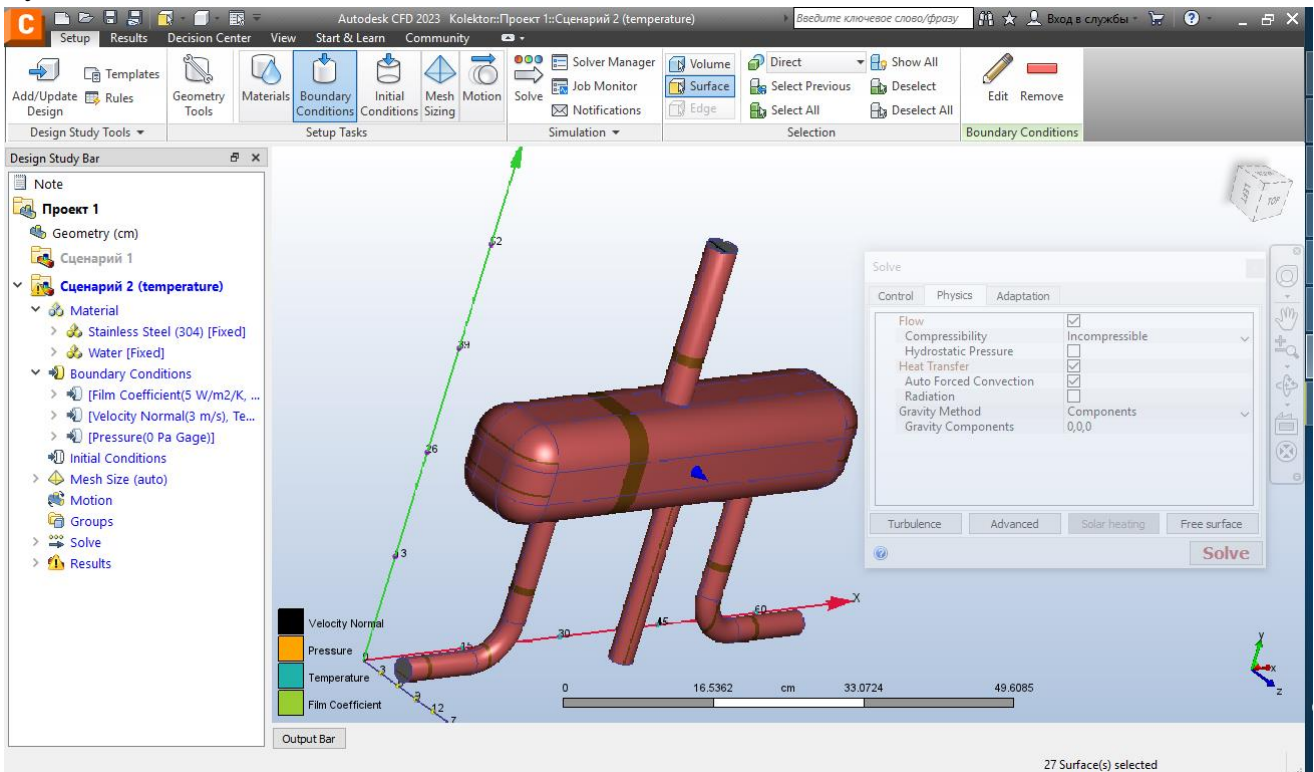 C Autodesk CFD 2023 Kolektor::Проект 1::Сценарий 2 (temperature) Введите ключевое слово/фразу Вход в службы
Setup Results Decision Center View Start & Learn Community
Add/Update Design
Templates
Rules
Geometry Tools
Materials
Boundary Conditions
Initial Conditions
Mesh Sizing
Motion
Solve
Solver Manager
Job Monitor
Notifications
Volume
Surface
Edge
Direct
Select Previous
Select All
Show All
Deselect
Deselect All
Edit
Remove
Design Study Tools Setup Tasks Simulation Selection Boundary Conditions
Design Study Bar
Note
Проект 1
Geometry (cm)
Сценарий 1
Сценарий 2 (temperature)
Material
Stainless Steel (304) [Fixed]
Water [Fixed]
Boundary Conditions
[Film Coefficient(5 W/m2/K, ...
[Velocity Normal(3 m/s), Te...
[Pressure(0 Pa Gage)]
Initial Conditions
Mesh Size (auto)
Motion
Groups
Solve
Results
52
39
26
13
0
30
45
60
X
3
12
Z
LEFT
TOP
Velocity Normal
Pressure
Temperature
Film Coefficient
0 16.5362 cm 33.0724 49.6085
y
x
z
Solve
Control Physics Adaptation
Flow
Compressibility Incompressible
Hydrostatic Pressure
Heat Transfer
Auto Forced Convection
Radiation
Gravity Method Components
Gravity Components 0,0,0
Turbulence Advanced Solar heating Free surface
Solve
Output Bar
27 Surface(s) selected